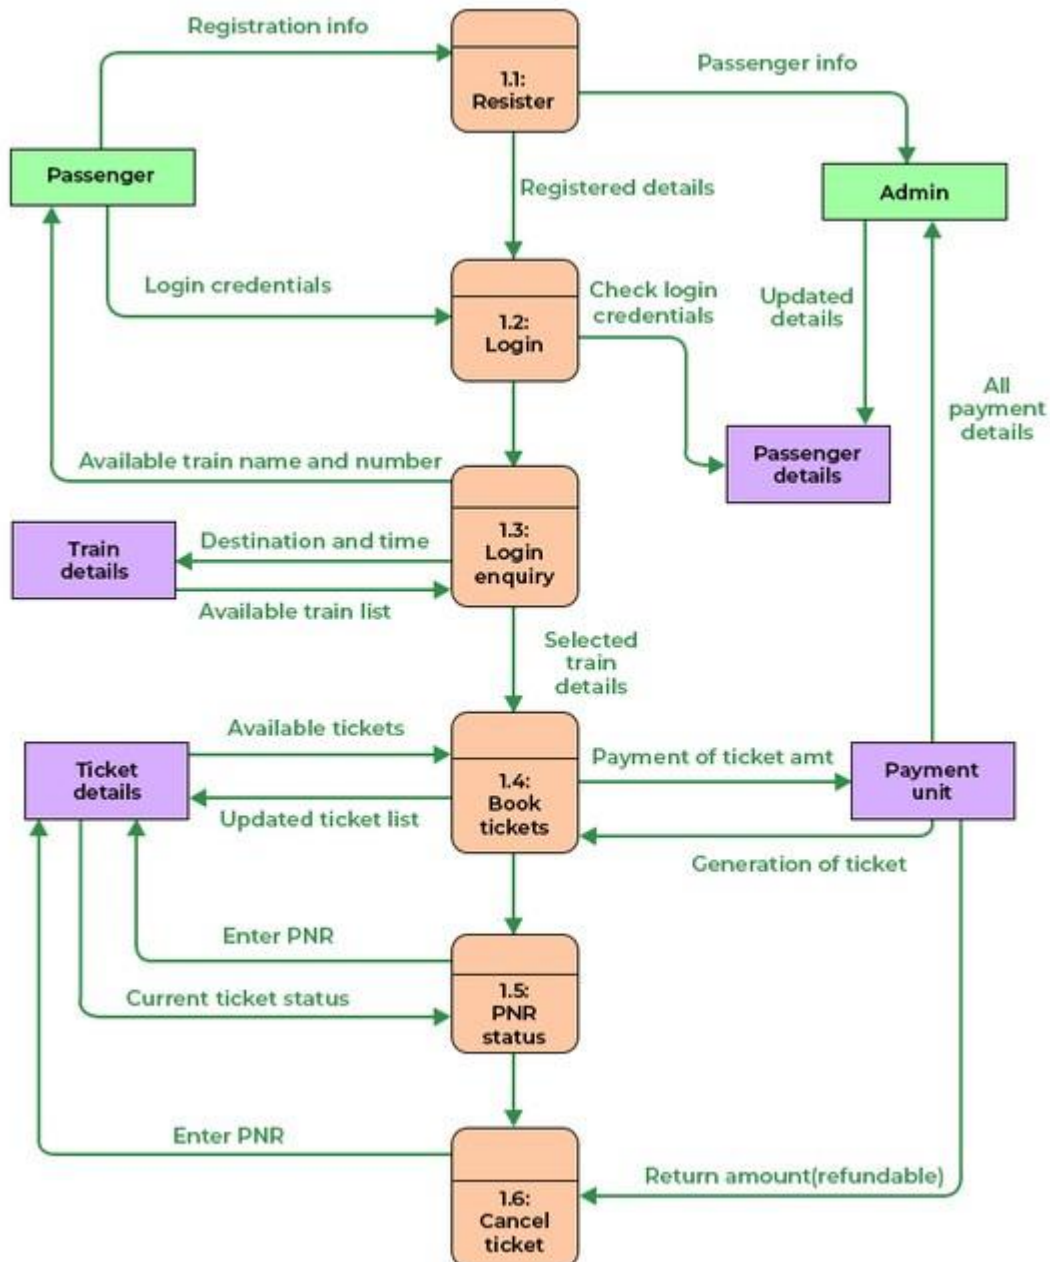 Registration info
1.1:
Resister
Passenger info
Passenger
Admin
Registered details
Login credentials
1.2:
Login
Check login
credentials
Updated
details
All
payment
details
Passenger
details
Available train name and number
1.3:
Login
enquiry
Train
details
Destination and time
Available train list
Selected
train
details
Available tickets
Ticket
details
Updated ticket list
1.4:
Book
tickets
Payment of ticket amt
Payment
unit
Generation of ticket
Enter PNR
Current ticket status
1.5:
PNR
status
Enter PNR
1.6:
Cancel
ticket
Return amount(refundable)